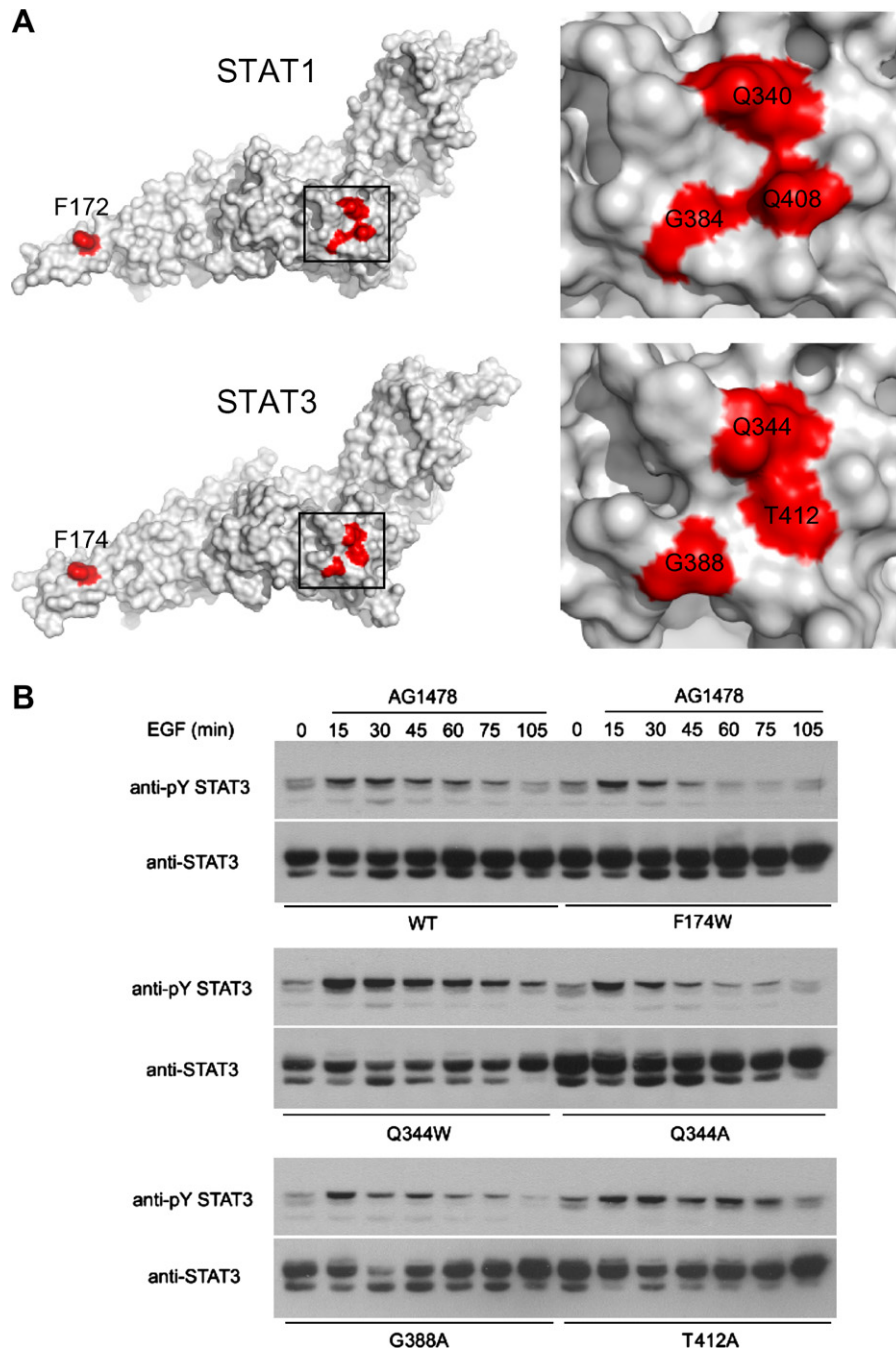 A
STAT1
F172
Q340
G384
Q408
STAT3
F174
Q344
T412
G388
B
AG1478 AG1478
EGF (min) 0 15 30 45 60 75 105 0 15 30 45 60 75 105
anti-pY STAT3
anti-STAT3
WT F174W
anti-pY STAT3
anti-STAT3
Q344W Q344A
anti-pY STAT3
anti-STAT3
G388A T412A